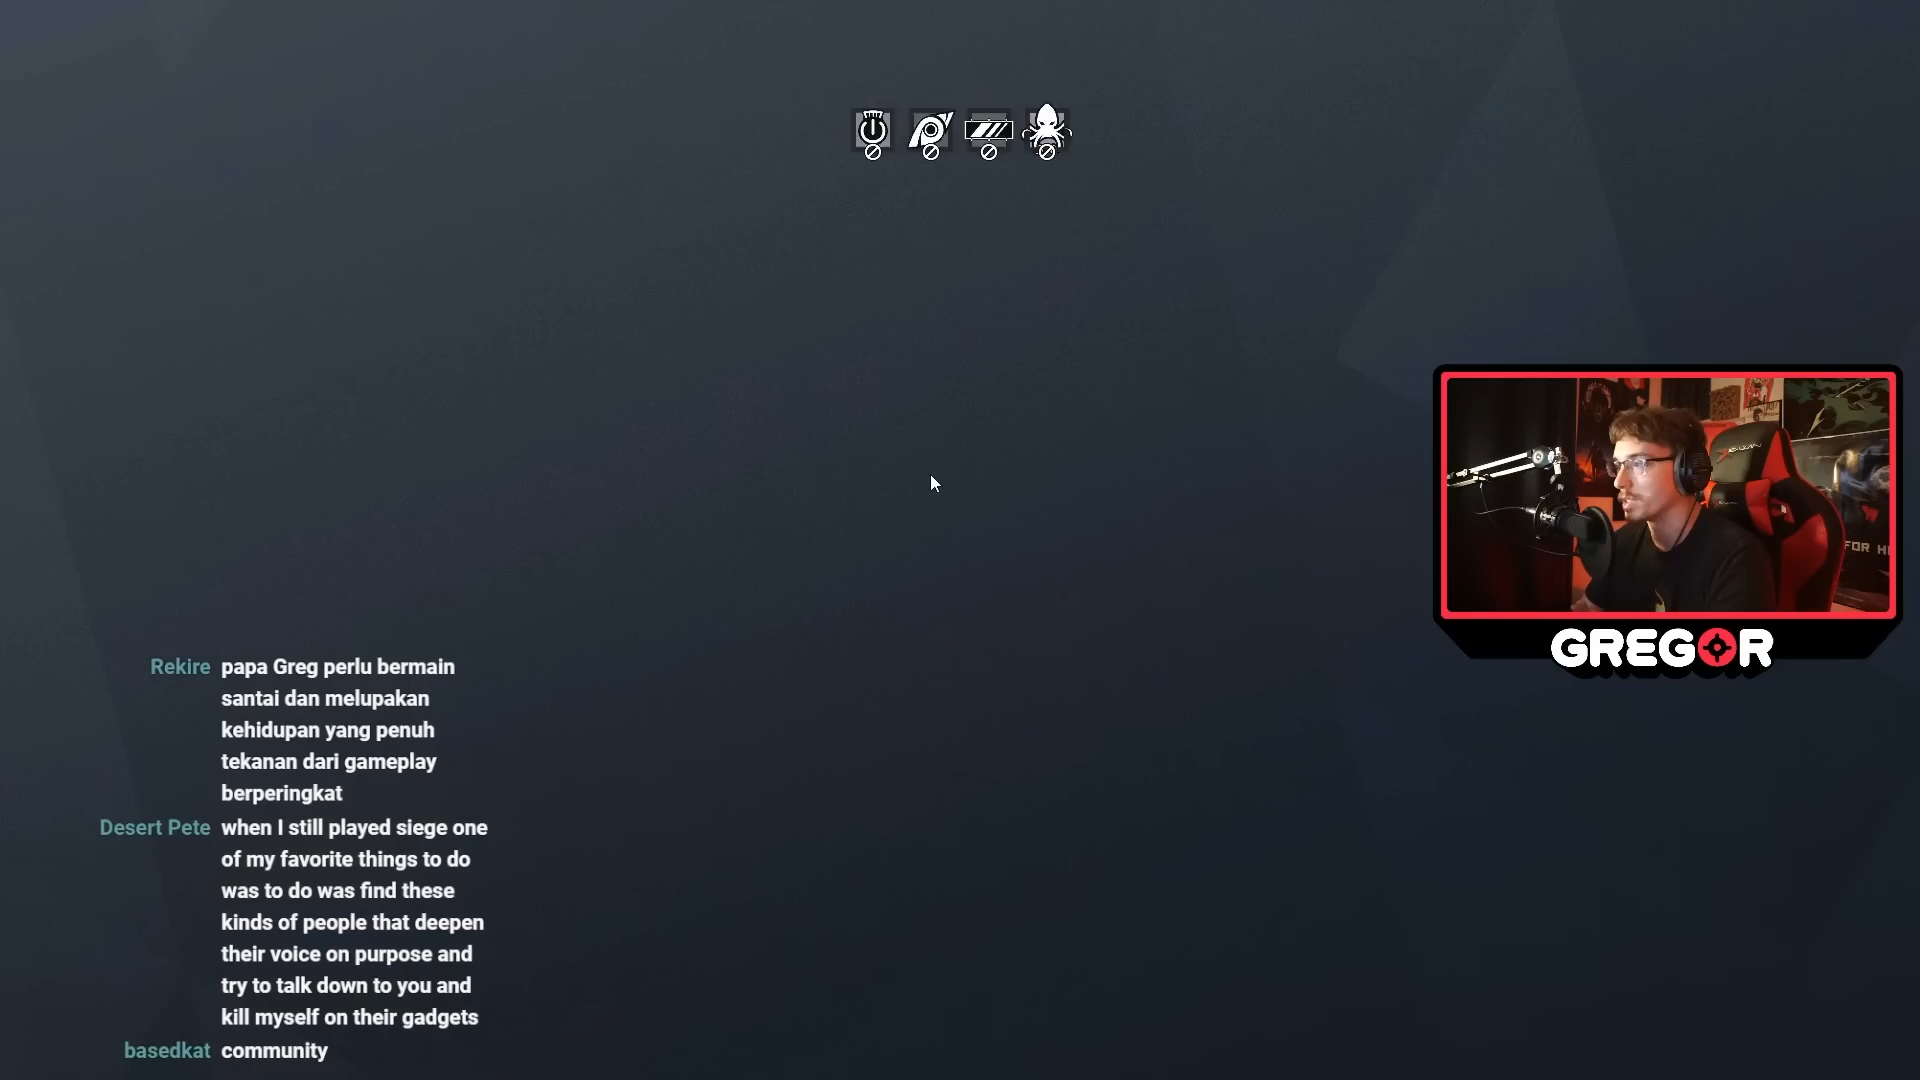 Rekire papa Greg perlu bermain
santai dan melupakan
kehidupan yang penuh
tekanan dari gameplay
berperingkat
Desert Pete when I still played siege one
of my favorite things to do
was to do was find these
kinds of people that deepen
their voice on purpose and
try to talk down to you and
kill myself on their gadgets
basedkat community
FOR H
GREGOR